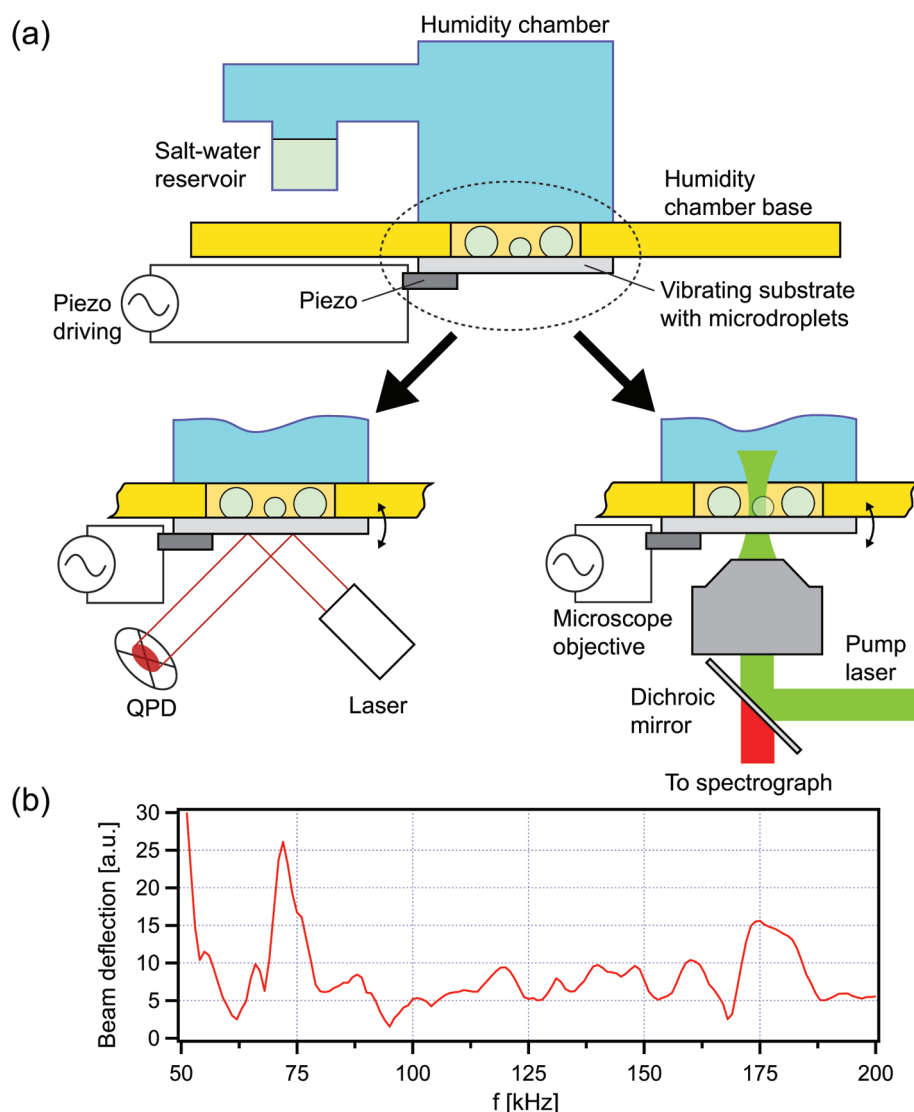 (a)
Humidity chamber
Salt-water
reservoir
Humidity
chamber base
Piezo
driving
Piezo
Vibrating substrate
with microdroplets
QPD
Laser
Microscope
objective
Pump
laser
Dichroic
mirror
To spectrograph
(b)
Beam deflection [a.u.]
30
25
20
15
10
5
0
50
75
100
125
150
175
200
f [kHz]